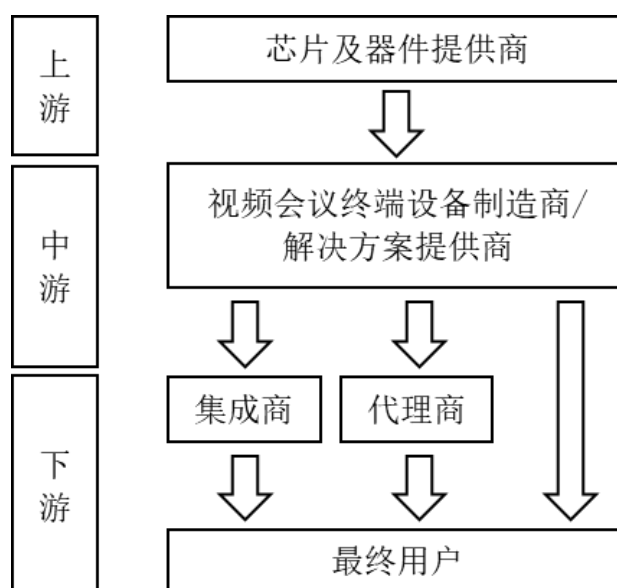 上
游
芯片及器件提供商
中
游
视频会议终端设备制造商/
解决方案提供商
下
游
集成商
代理商
最终用户